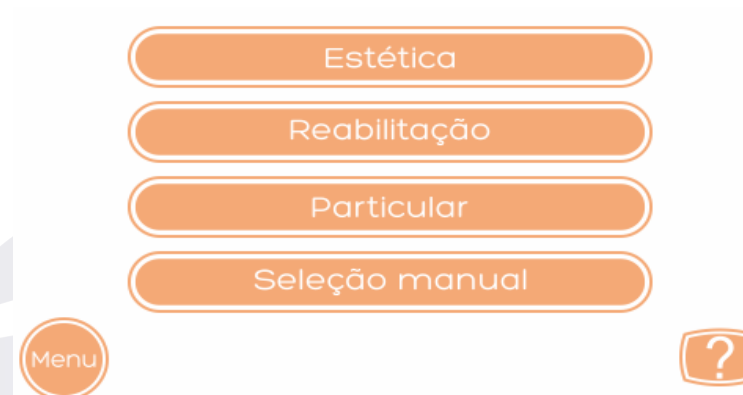 Estética
Reabilitação
Particular
Seleção manual
Menu
?